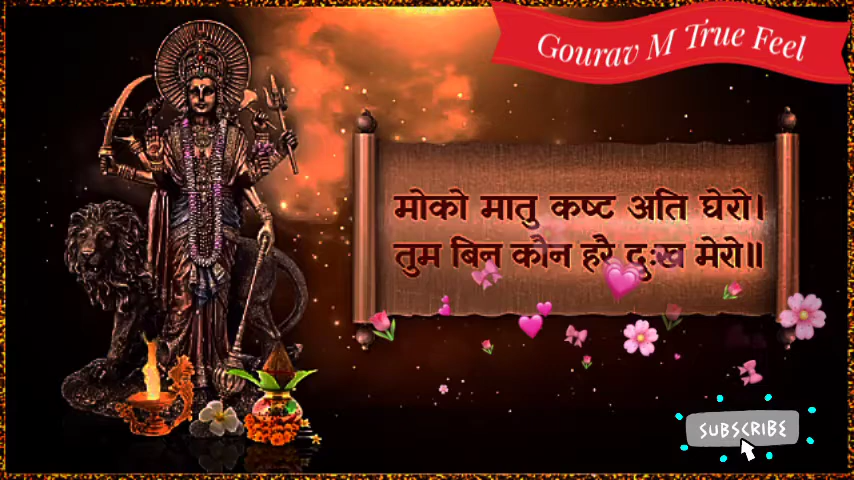 Gourav M True Feel
मोको मातु कष्ट अति घेरो।
तुम बिन कौन हरै दुःख मेरो॥
SUBSCRIBE